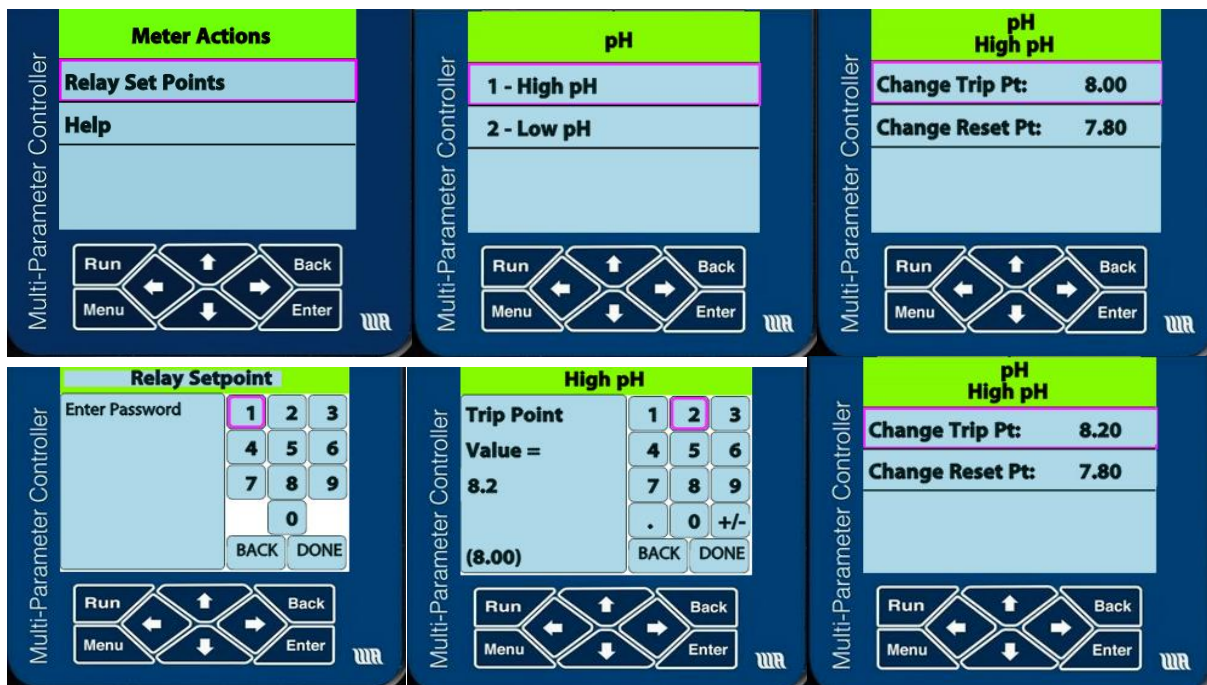 Multi-Parameter Controller
Meter Actions
Relay Set Points
Help
Run
Back
Menu
Enter
Multi-Parameter Controller
pH
1 - High pH
2 - Low pH
Run
Back
Menu
Enter
Multi-Parameter Controller
pH
High pH
Change Trip Pt: 8.00
Change Reset Pt: 7.80
Run
Back
Menu
Enter
Multi-Parameter Controller
Relay Setpoint
Enter Password
1 2 3
4 5 6
7 8 9
0
BACK DONE
Run
Back
Menu
Enter
Multi-Parameter Controller
High pH
Trip Point
Value =
8.2
(8.00)
1 2 3
4 5 6
7 8 9
. 0 +/-
BACK DONE
Run
Back
Menu
Enter
Multi-Parameter Controller
pH
High pH
Change Trip Pt: 8.20
Change Reset Pt: 7.80
Run
Back
Menu
Enter